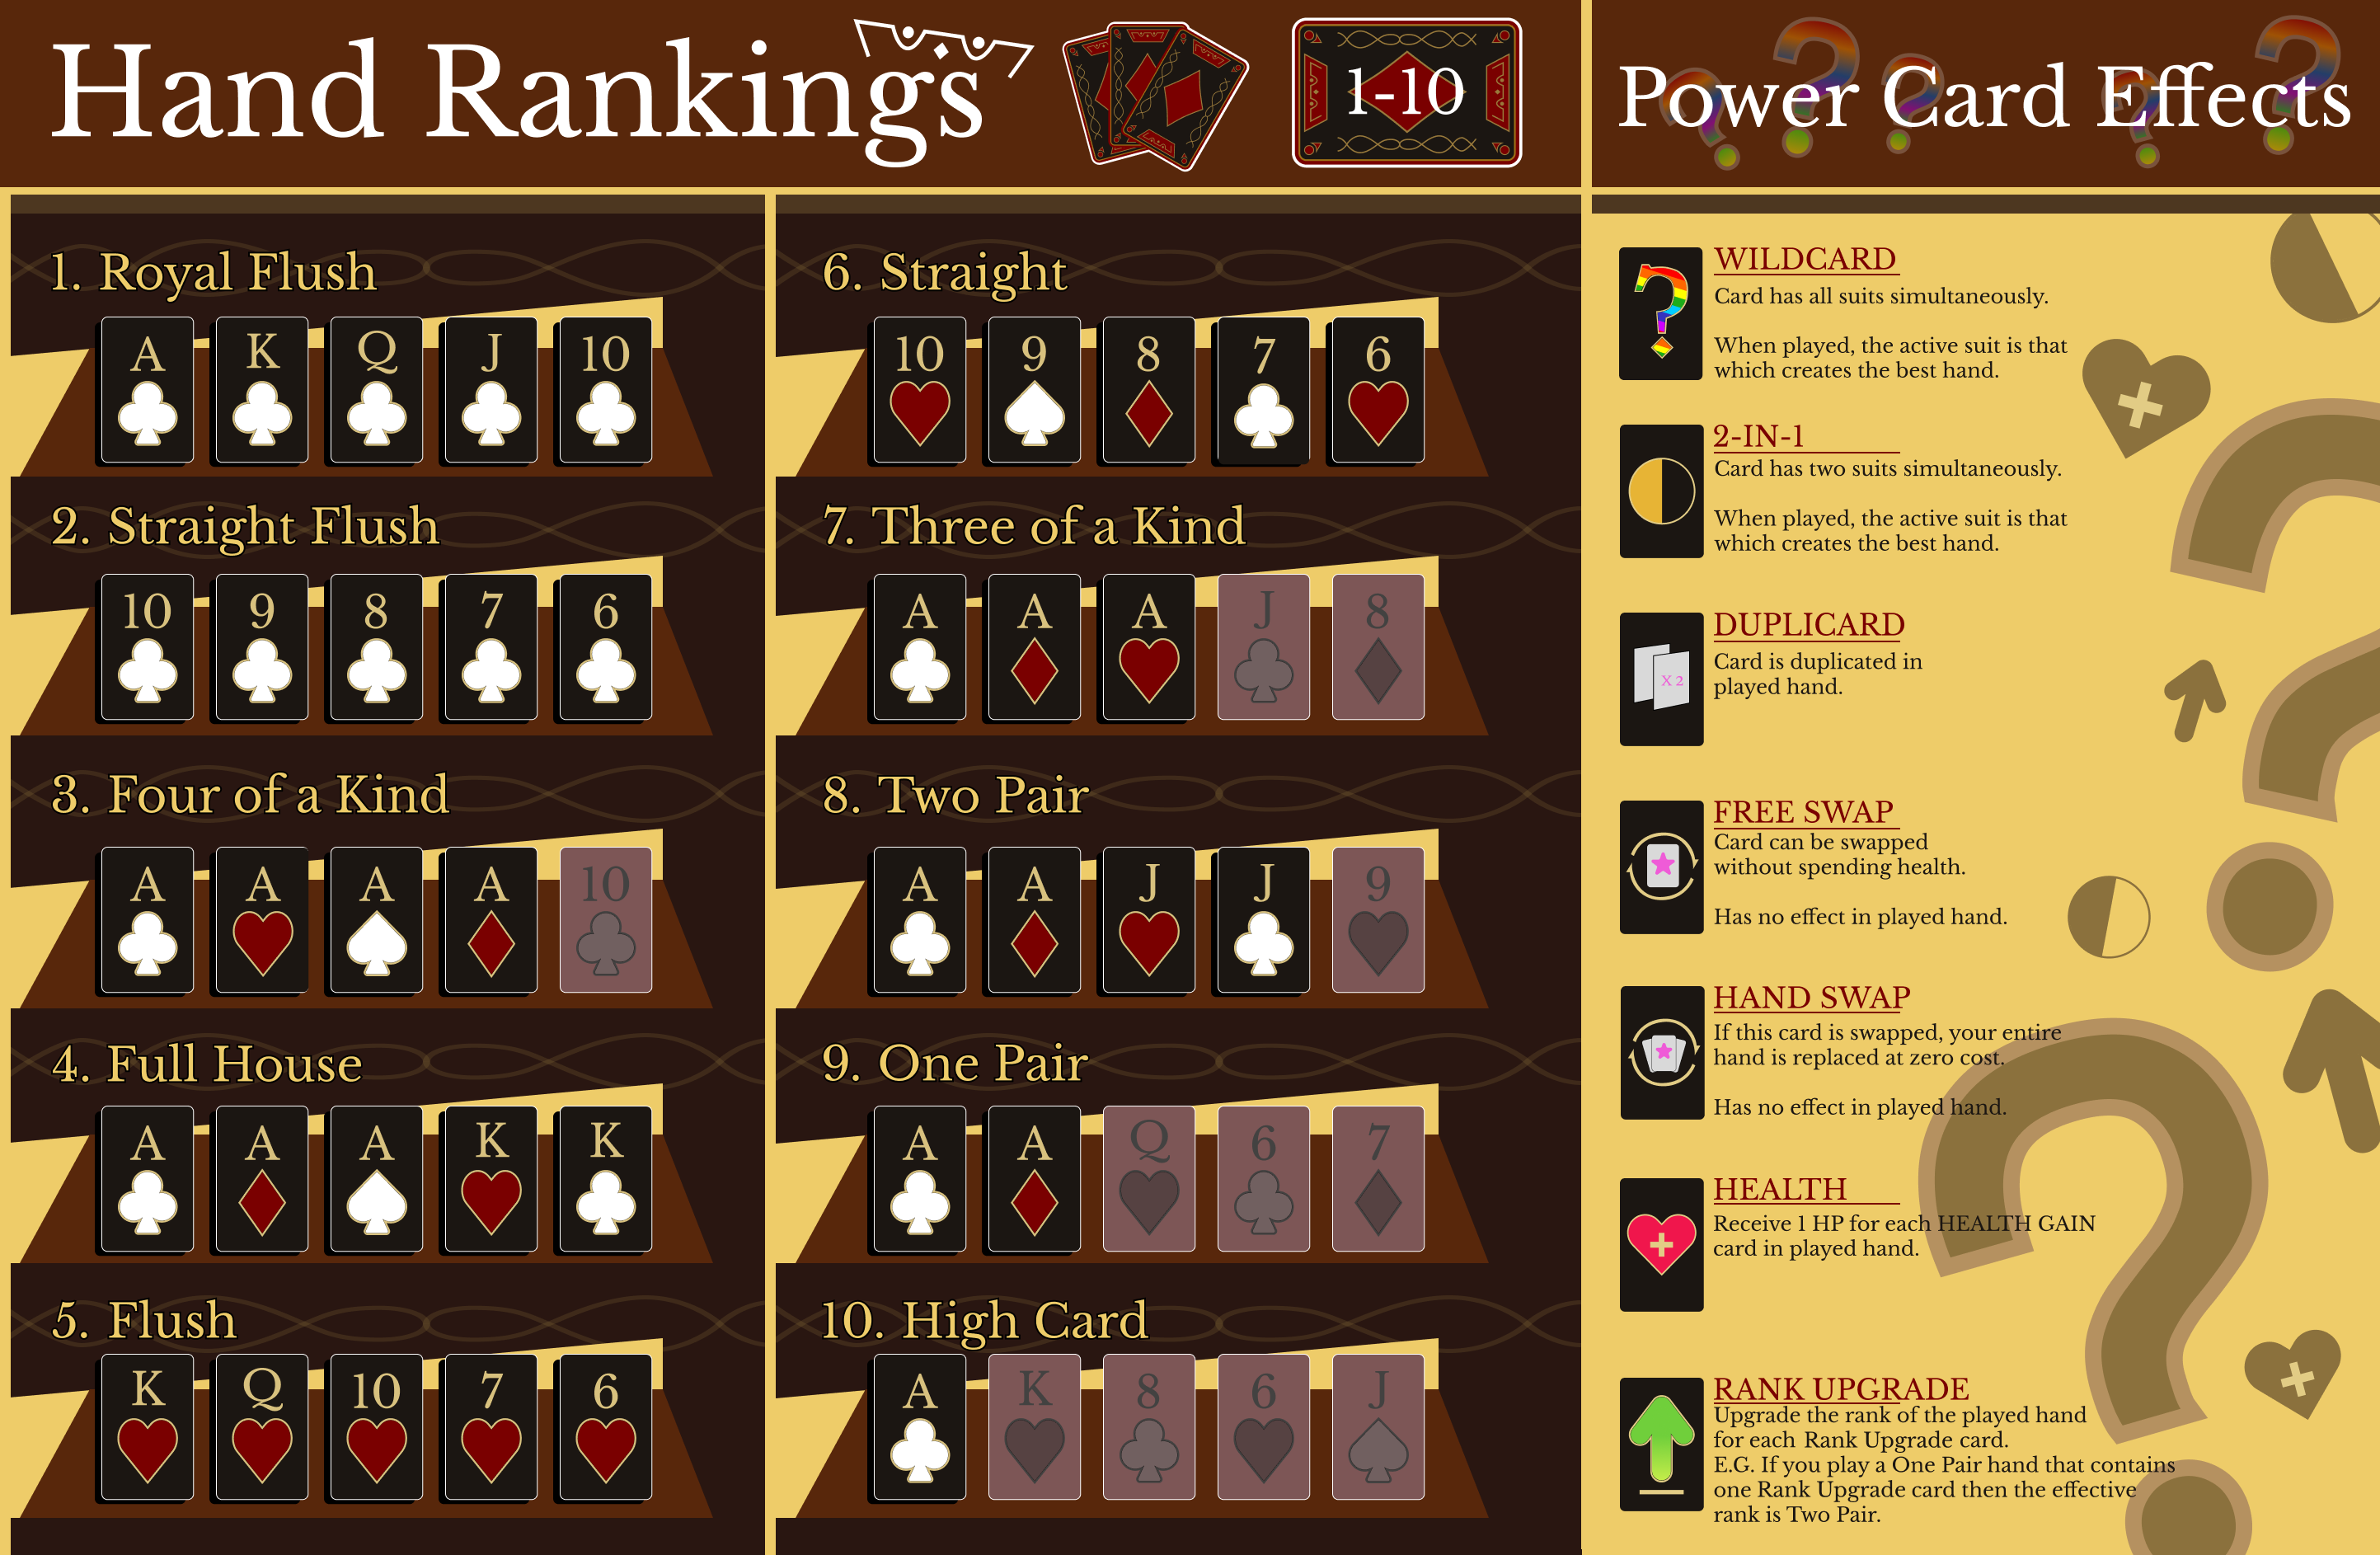 Hand Rankings
1-10
Power Card Effects
1. Royal Flush
A K Q J 10
2. Straight Flush
10 9 8 7 6
3. Four of a Kind
A A A A 10
4. Full House
A A A K K
5. Flush
K Q 10 7 6
6. Straight
10 9 8 7 6
7. Three of a Kind
A A A J 8
8. Two Pair
A A J J 9
9. One Pair
A A Q 6 7
10. High Card
A K 8 6 J
?
WILDCARD
Card has all suits simultaneously.
When played, the active suit is that
which creates the best hand.
2-IN-1
Card has two suits simultaneously.
When played, the active suit is that
which creates the best hand.
X 2
DUPLICARD
Card is duplicated in
played hand.
FREE SWAP
Card can be swapped
without spending health.
Has no effect in played hand.
HAND SWAP
If this card is swapped, your entire
hand is replaced at zero cost.
Has no effect in played hand.
HEALTH
Receive 1 HP for each HEALTH GAIN
card in played hand.
RANK UPGRADE
Upgrade the rank of the played hand
for each Rank Upgrade card.
E.G. If you play a One Pair hand that contains
one Rank Upgrade card then the effective
rank is Two Pair.